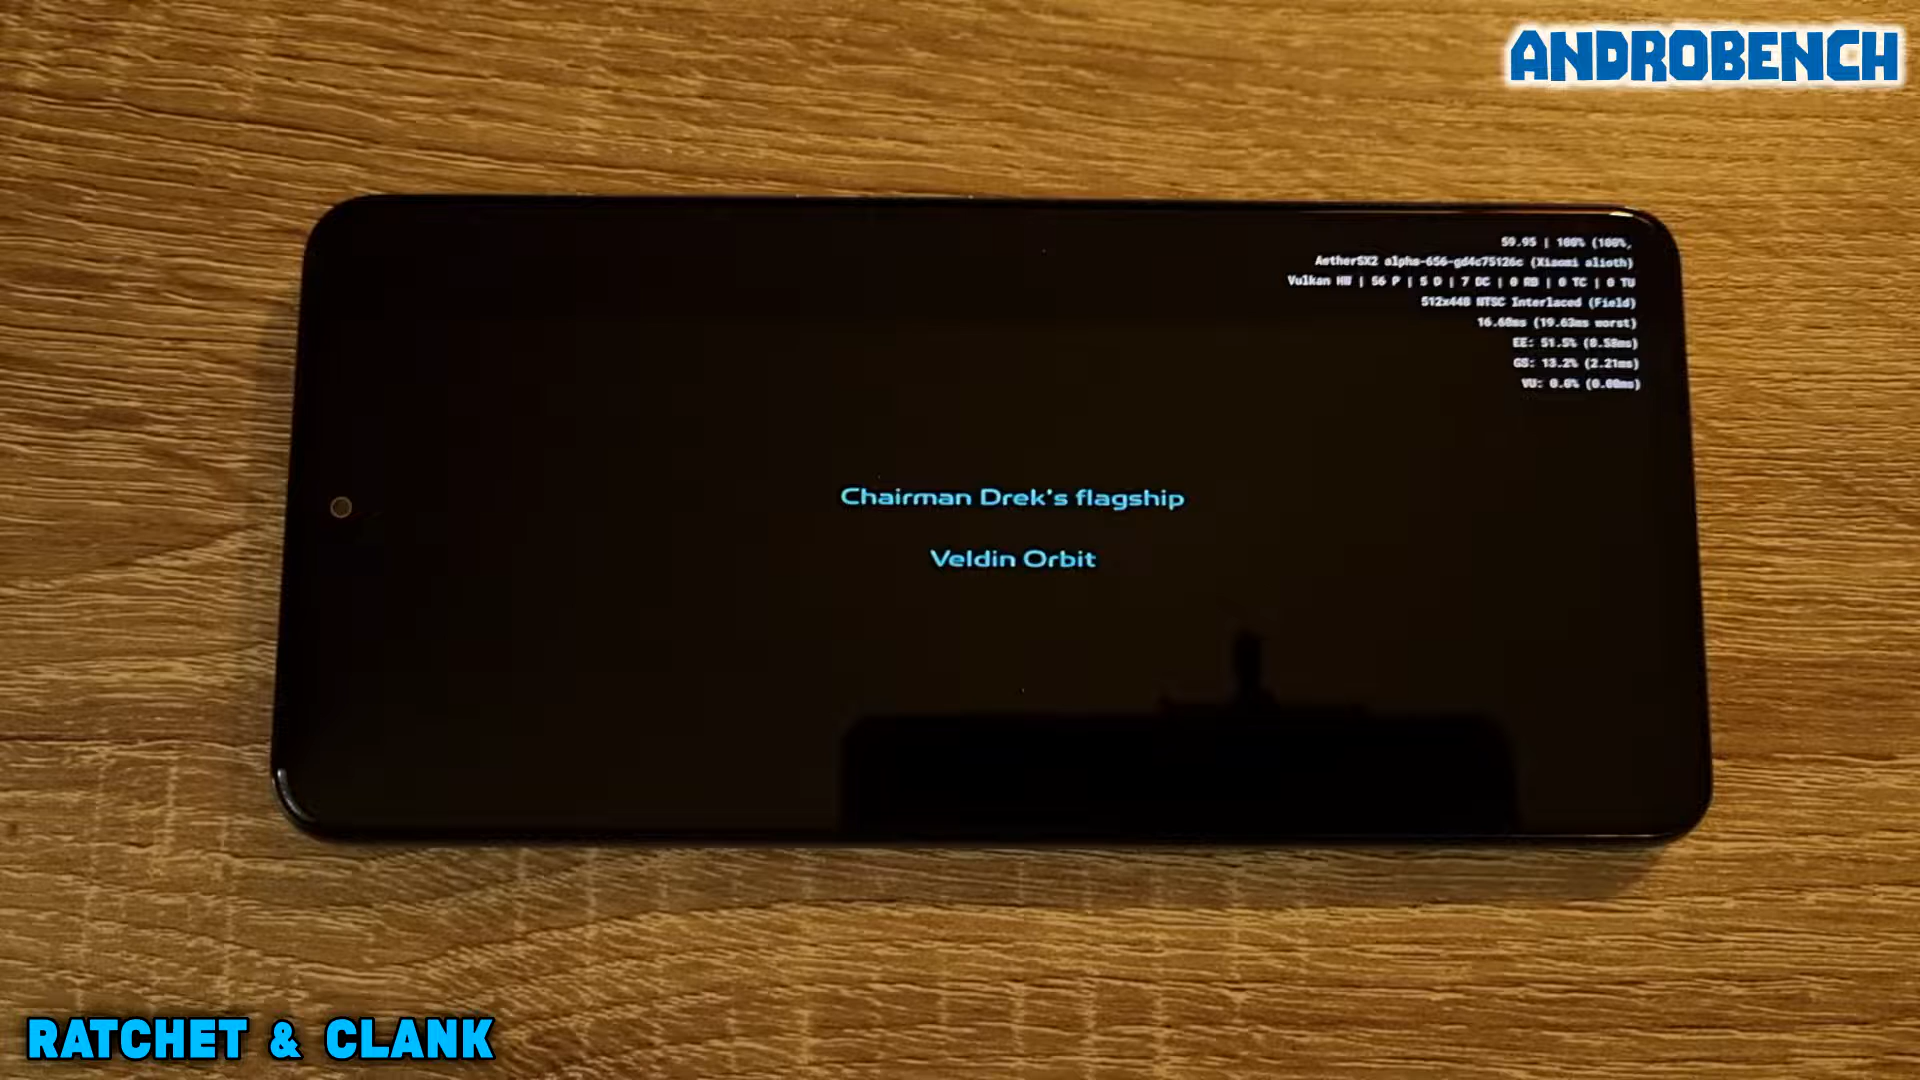 ANDROBENCH
59.95 | 100% (100%,
AetherSX2 alpha-656-gd4c75126c (Xiaomi alioth)
Vulkan HW | 56 P | 5 D | 7 DC | 0 RB | 0 TC | 0 TU
512x448 NTSC Interlaced (Field)
16.68ms (19.63ms worst)
EE: 51.5% (8.58ms)
GS: 13.2% (2.21ms)
VU: 0.0% (0.00ms)
Chairman Drek's flagship
Veldin Orbit
RATCHET & CLANK